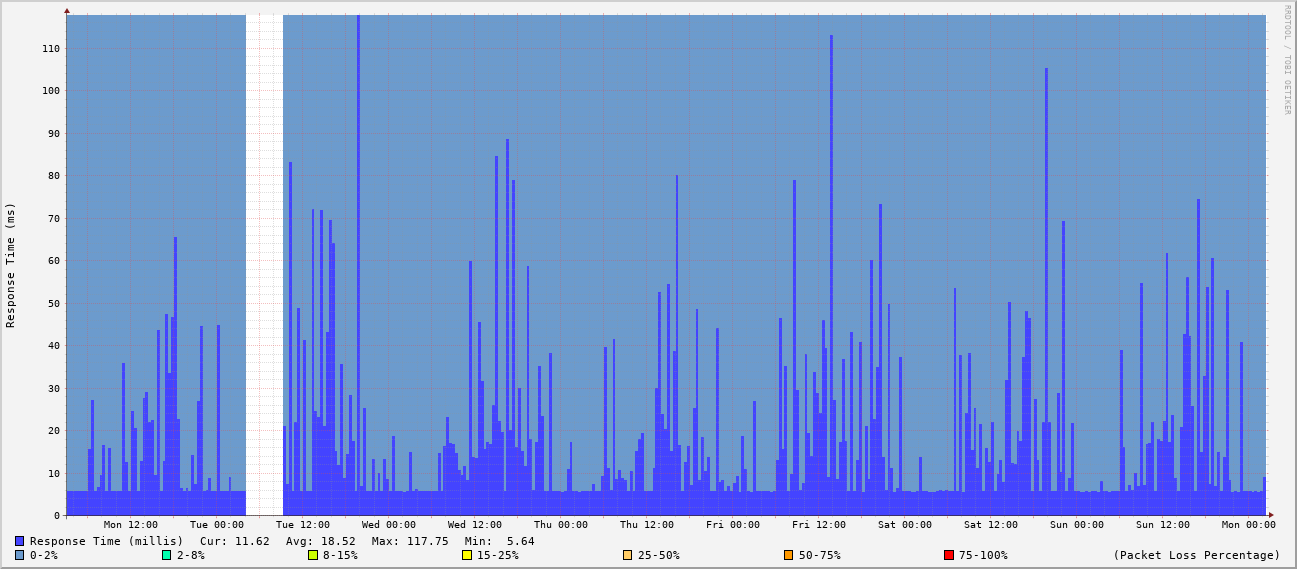 RRDTOOL / TOBI OETIKER
Response Time (ms)
110
100
90
80
70
60
50
40
30
20
10
0
Mon 12:00 Tue 00:00 Tue 12:00 Wed 00:00 Wed 12:00 Thu 00:00 Thu 12:00 Fri 00:00 Fri 12:00 Sat 00:00 Sat 12:00 Sun 00:00 Sun 12:00 Mon 00:00
Response Time (millis) Cur: 11.62 Avg: 18.52 Max: 117.75 Min: 5.64
0-2% 2-8% 8-15% 15-25% 25-50% 50-75% 75-100% (Packet Loss Percentage)